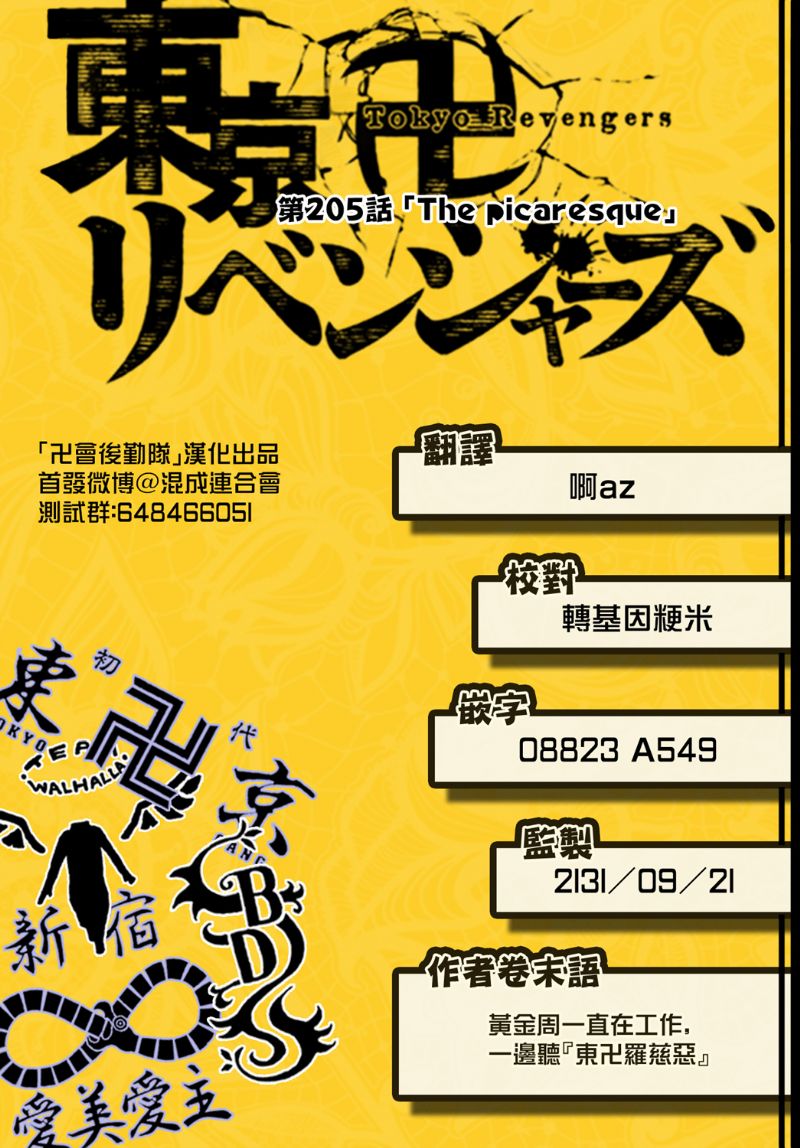 東京卍
Tokyo Revengers
第205話「The picaresque」
リベンジャーズ
「卍會後勤隊」漢化出品
首發微博@混成連合會
測試群:648466051
翻譯
啊az
校對
轉基因粳米
嵌字
08823 A549
監製
2131/09/21
作者卷末語
黃金周一直在工作,
一邊聽『東卍羅慈惡』
初代
東卍京
TOKYO
GANG
WALHALLA
BD
新宿
愛美愛主